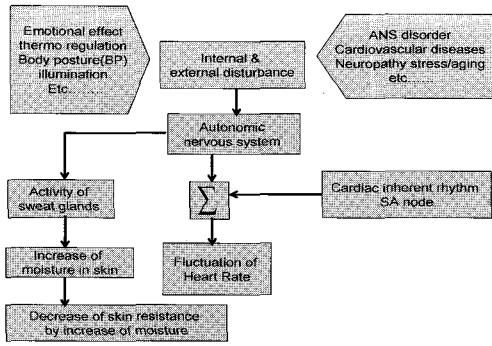 Emotional effect
thermo regulation
Body posture(BP)
illumination
Etc........
Internal &
external disturbance
ANS disorder
Cardiovascular diseases
Neuropathy stress/aging
etc......
Autonomic
nervous system
Activity of
sweat glands
∑
Cardiac inherent rhythm
SA node
Increase of
moisture in skin
Fluctuation of
Heart Rate
Decrease of skin resistance
by increase of moisture